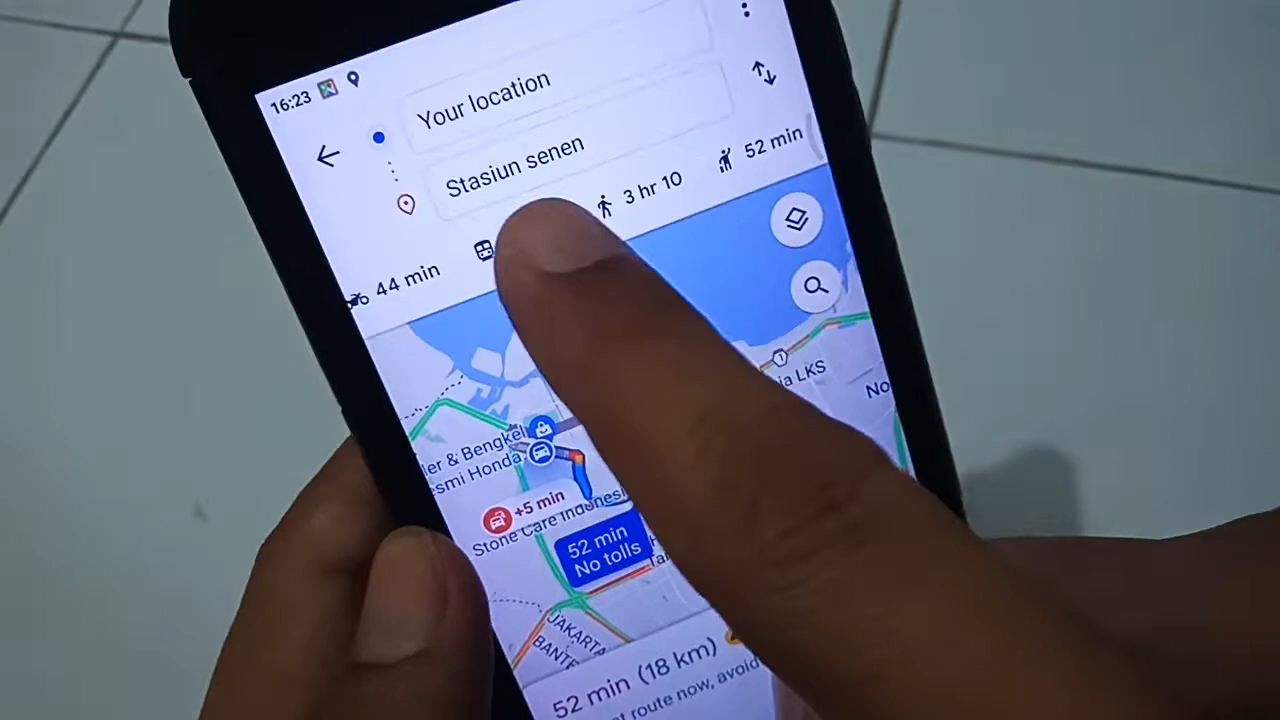 16:23
Your location
Stasiun senen
44 min
3 hr 10
52 min
ia LKS
No
ler & Bengkel
esmi Honda
+5 min
Stone Care Indonesi
52 min
No tolls
JAKARTA
BANTE
52 min (18 km)
route now, avoid